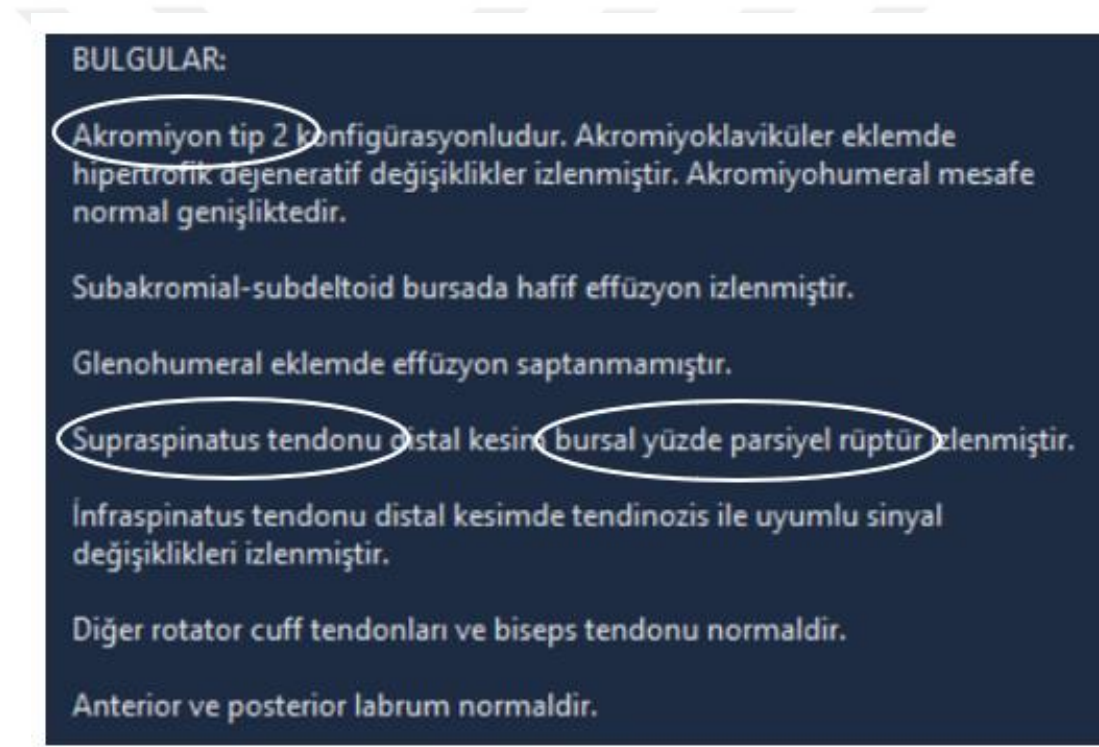 BULGULAR:
Akromiyon tip 2 konfigürasyonludur. Akromiyoklaviküler eklemde
hipertrofik dejeneratif değişiklikler izlenmiştir. Akromiyohumeral mesafe
normal genişliktedir.
Subakromial-subdeltoid bursada hafif effüzyon izlenmiştir.
Glenohumeral eklemde effüzyon saptanmamıştır.
Supraspinatus tendonu distal kesim bursal yüzde parsiyel rüptür izlenmiştir.
İnfraspinatus tendonu distal kesimde tendinozis ile uyumlu sinyal
değişiklikleri izlenmiştir.
Diğer rotator cuff tendonları ve biseps tendonu normaldir.
Anterior ve posterior labrum normaldir.